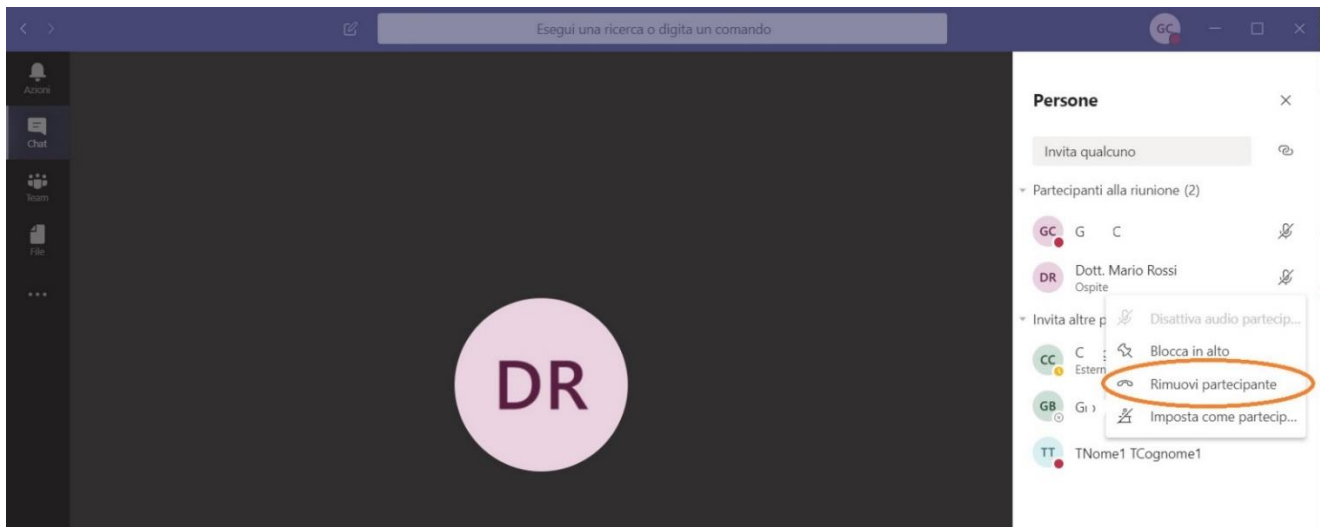 Esegui una ricerca o digita un comando
GC
Azioni
Chat
Team
File
DR
Persone
Invita qualcuno
Partecipanti alla riunione (2)
GC G C
DR Dott. Mario Rossi
Ospite
Invita altre p
CC C
Estern
GB
TT TNome1 TCognome1
Disattiva audio partecip...
Blocca in alto
Rimuovi partecipante
Imposta come partecip...